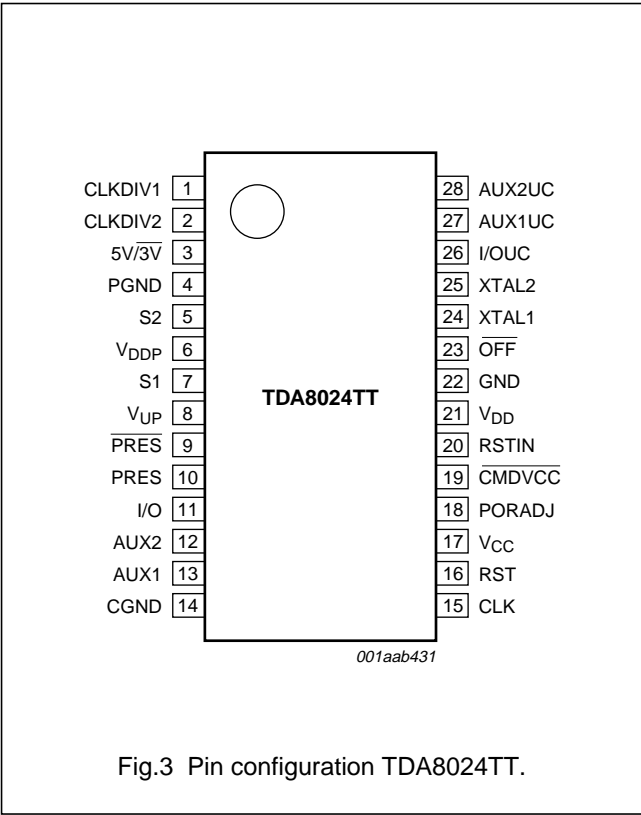 CLKDIV1 1
CLKDIV2 2
5V/3V̅ 3
PGND 4
S2 5
VDDP 6
S1 7
VUP 8
P̅R̅E̅S̅ 9
PRES 10
I/O 11
AUX2 12
AUX1 13
CGND 14
TDA8024TT
28 AUX2UC
27 AUX1UC
26 I/OUC
25 XTAL2
24 XTAL1
23 O̅F̅F̅
22 GND
21 VDD
20 RSTIN
19 C̅M̅D̅V̅C̅C̅
18 PORADJ
17 VCC
16 RST
15 CLK
001aab431
Fig.3 Pin configuration TDA8024TT.